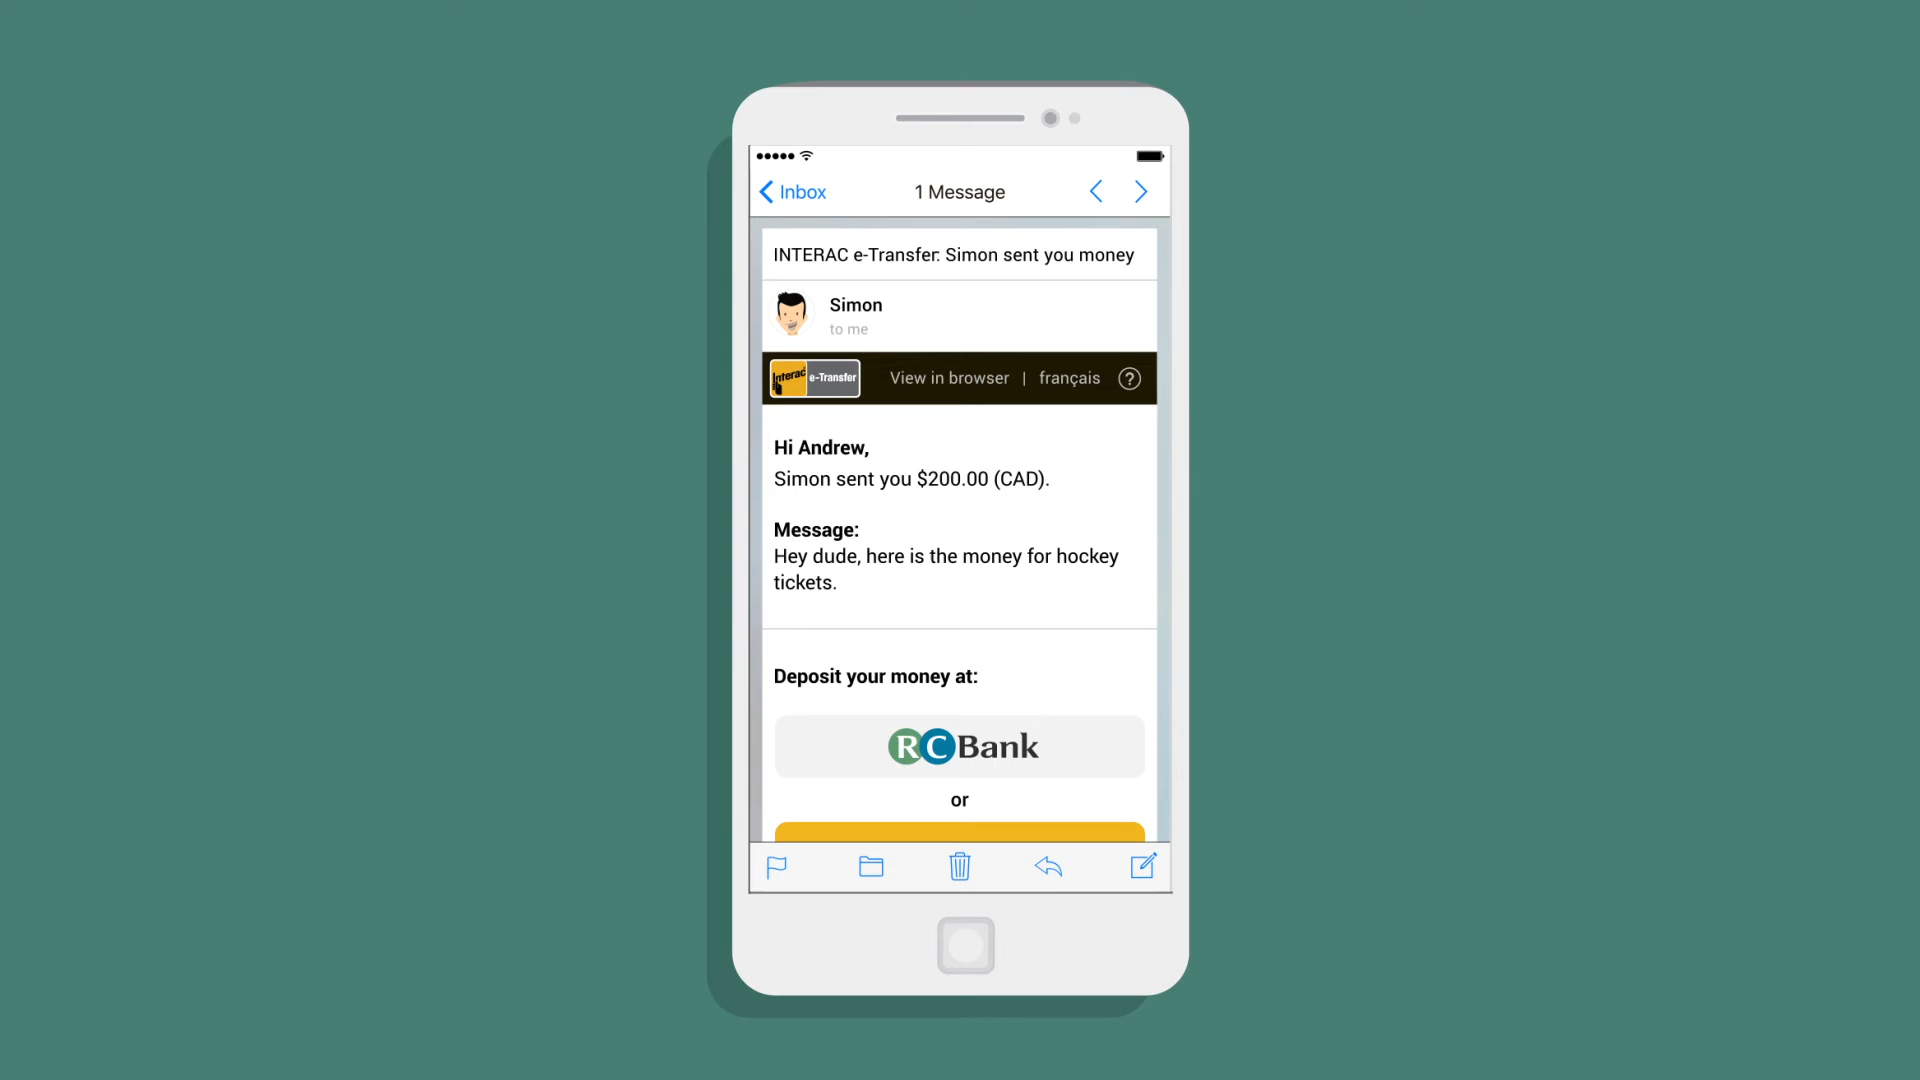 Inbox
1 Message
INTERAC e-Transfer: Simon sent you money
Simon
to me
Interac e-Transfer View in browser | français ?
Hi Andrew,
Simon sent you $200.00 (CAD).
Message:
Hey dude, here is the money for hockey
tickets.
Deposit your money at:
RC Bank
or